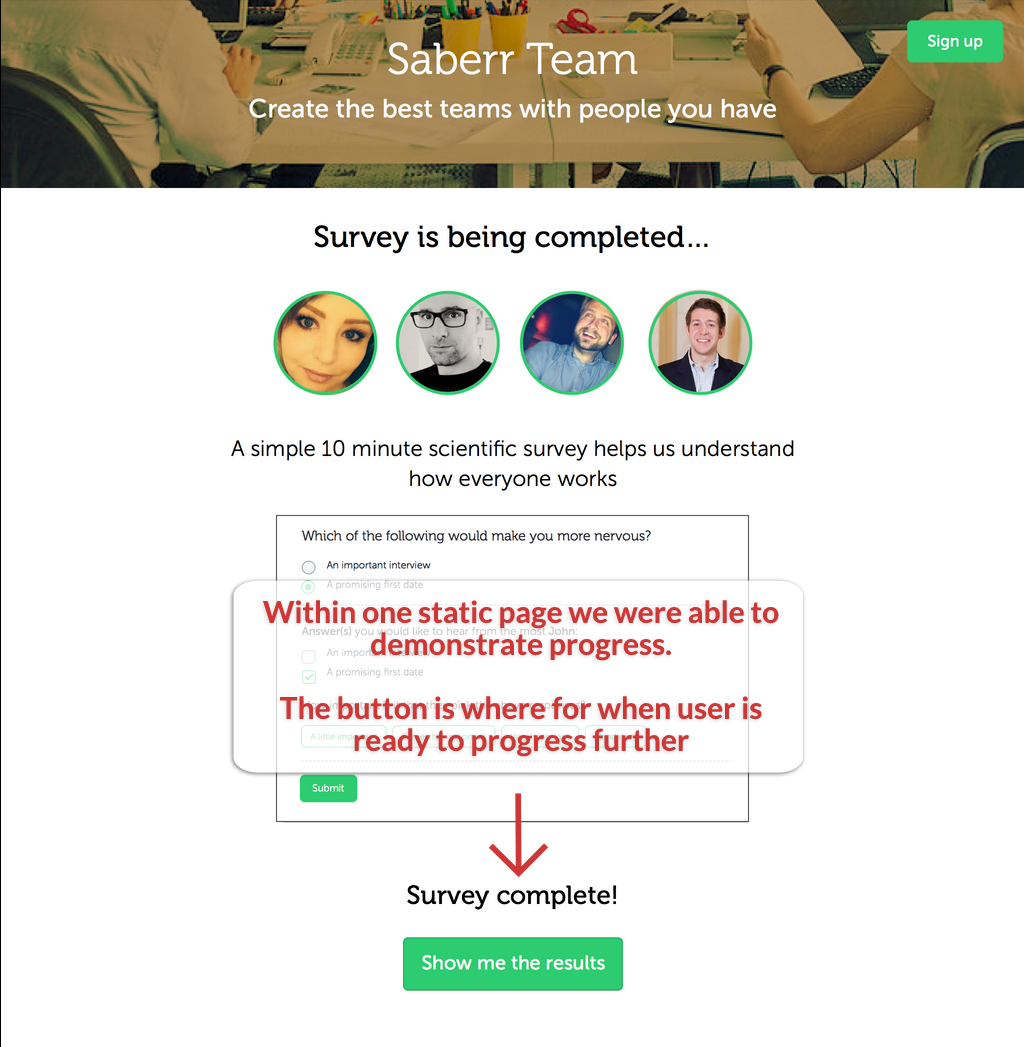 Saberr Team
Sign up
Create the best teams with people you have
Survey is being completed...
A simple 10 minute scientific survey helps us understand
how everyone works
Which of the following would make you more nervous?
An important interview
A promising first date
Within one static page we were able to
Answer(s) you would like to hear from the most John:
demonstrate progress.
An important interview
A promising first date
The button is where for when user is
A little
ready to progress further
Submit
Survey complete!
Show me the results